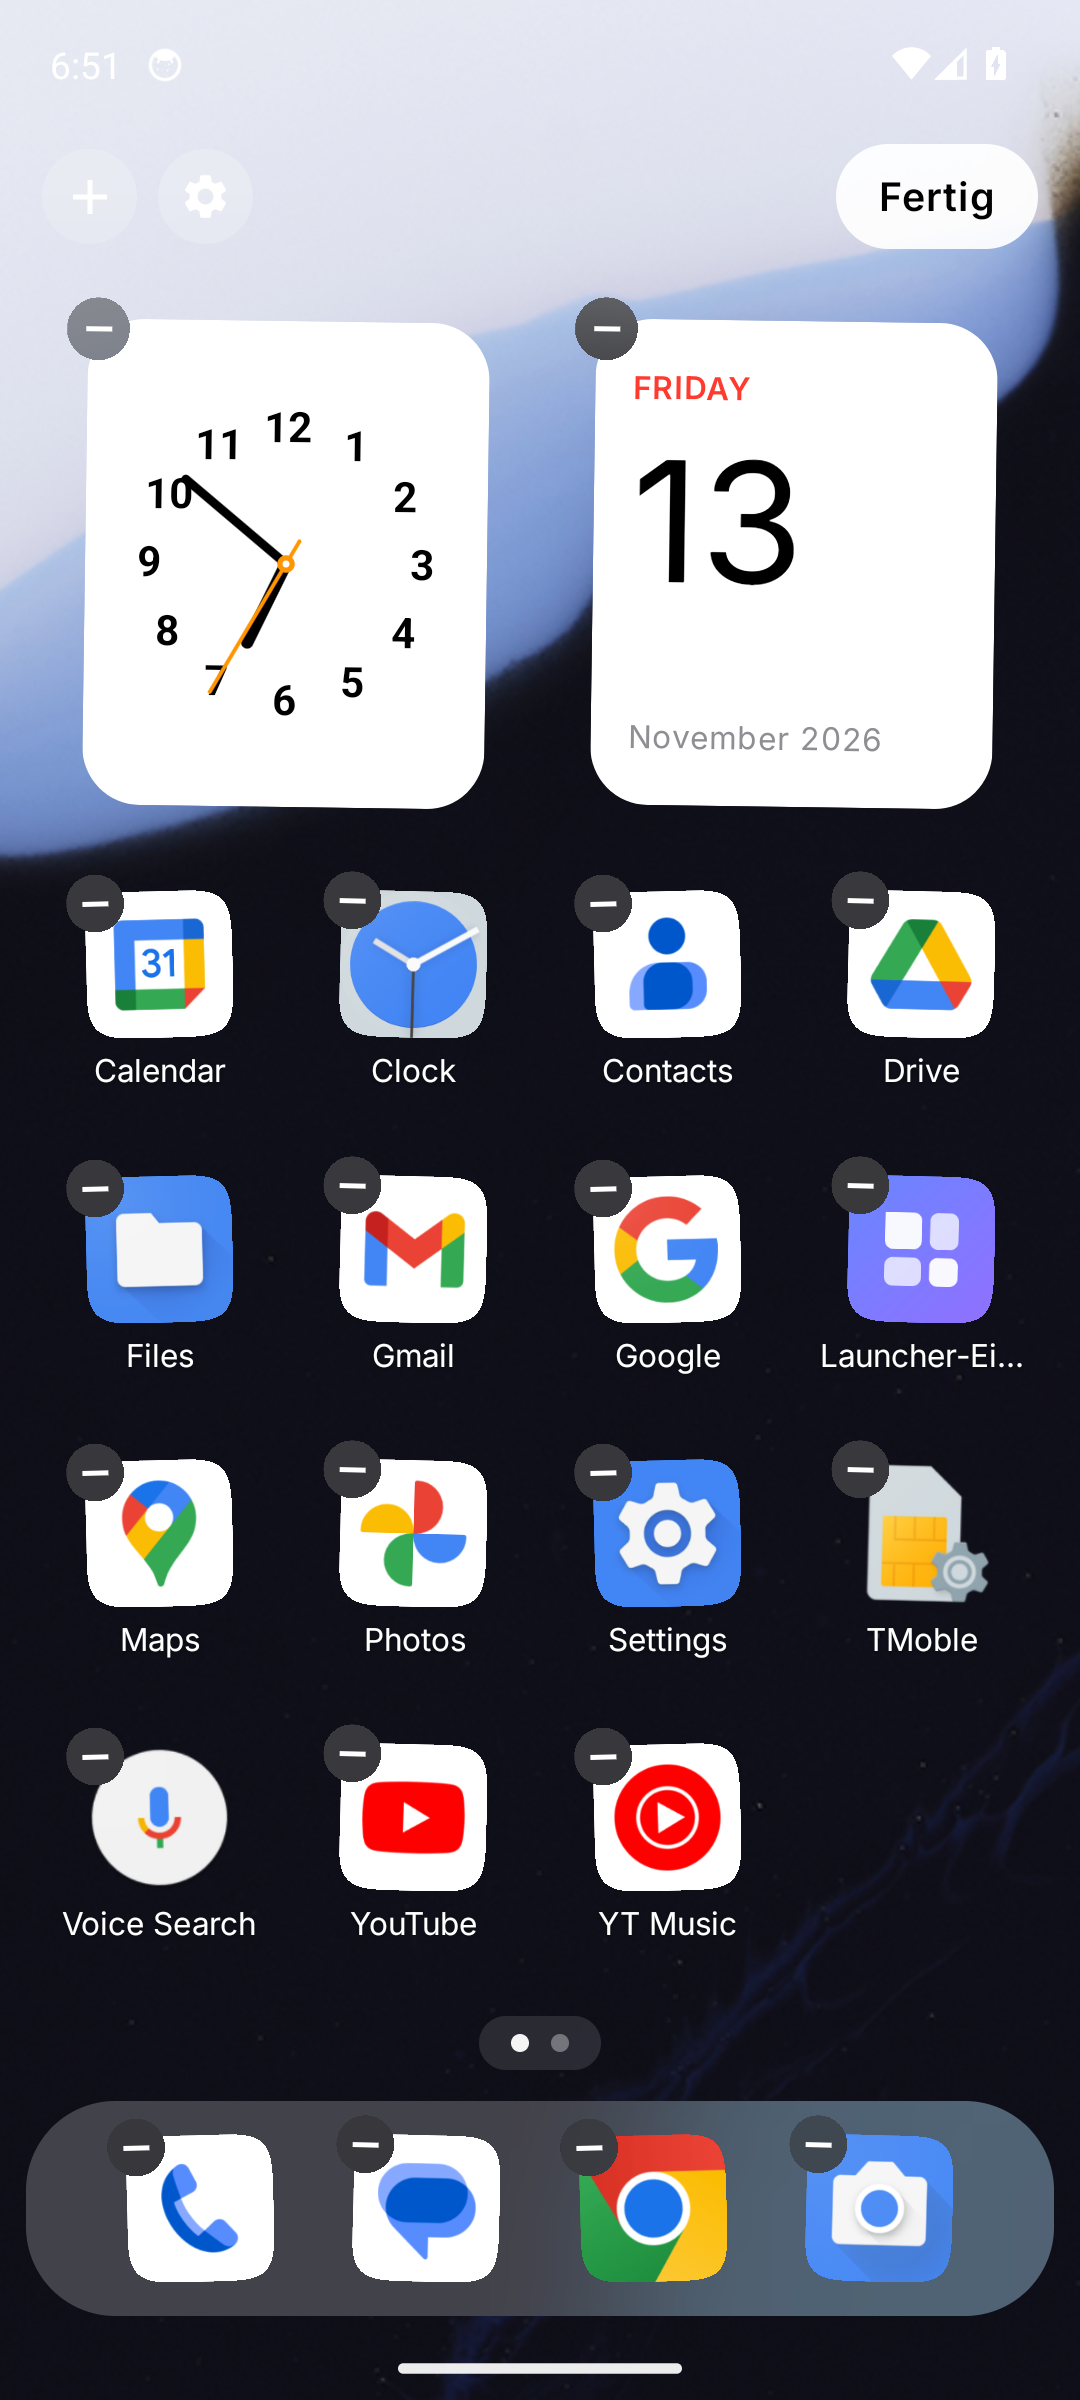 6:51
Fertig
12
11
1
10
2
9
3
8
4
7
5
6
FRIDAY
13
November 2026
31
Calendar
Clock
Contacts
Drive
Files
Gmail
Google
Launcher-Ei...
Maps
Photos
Settings
TMoble
Voice Search
YouTube
YT Music